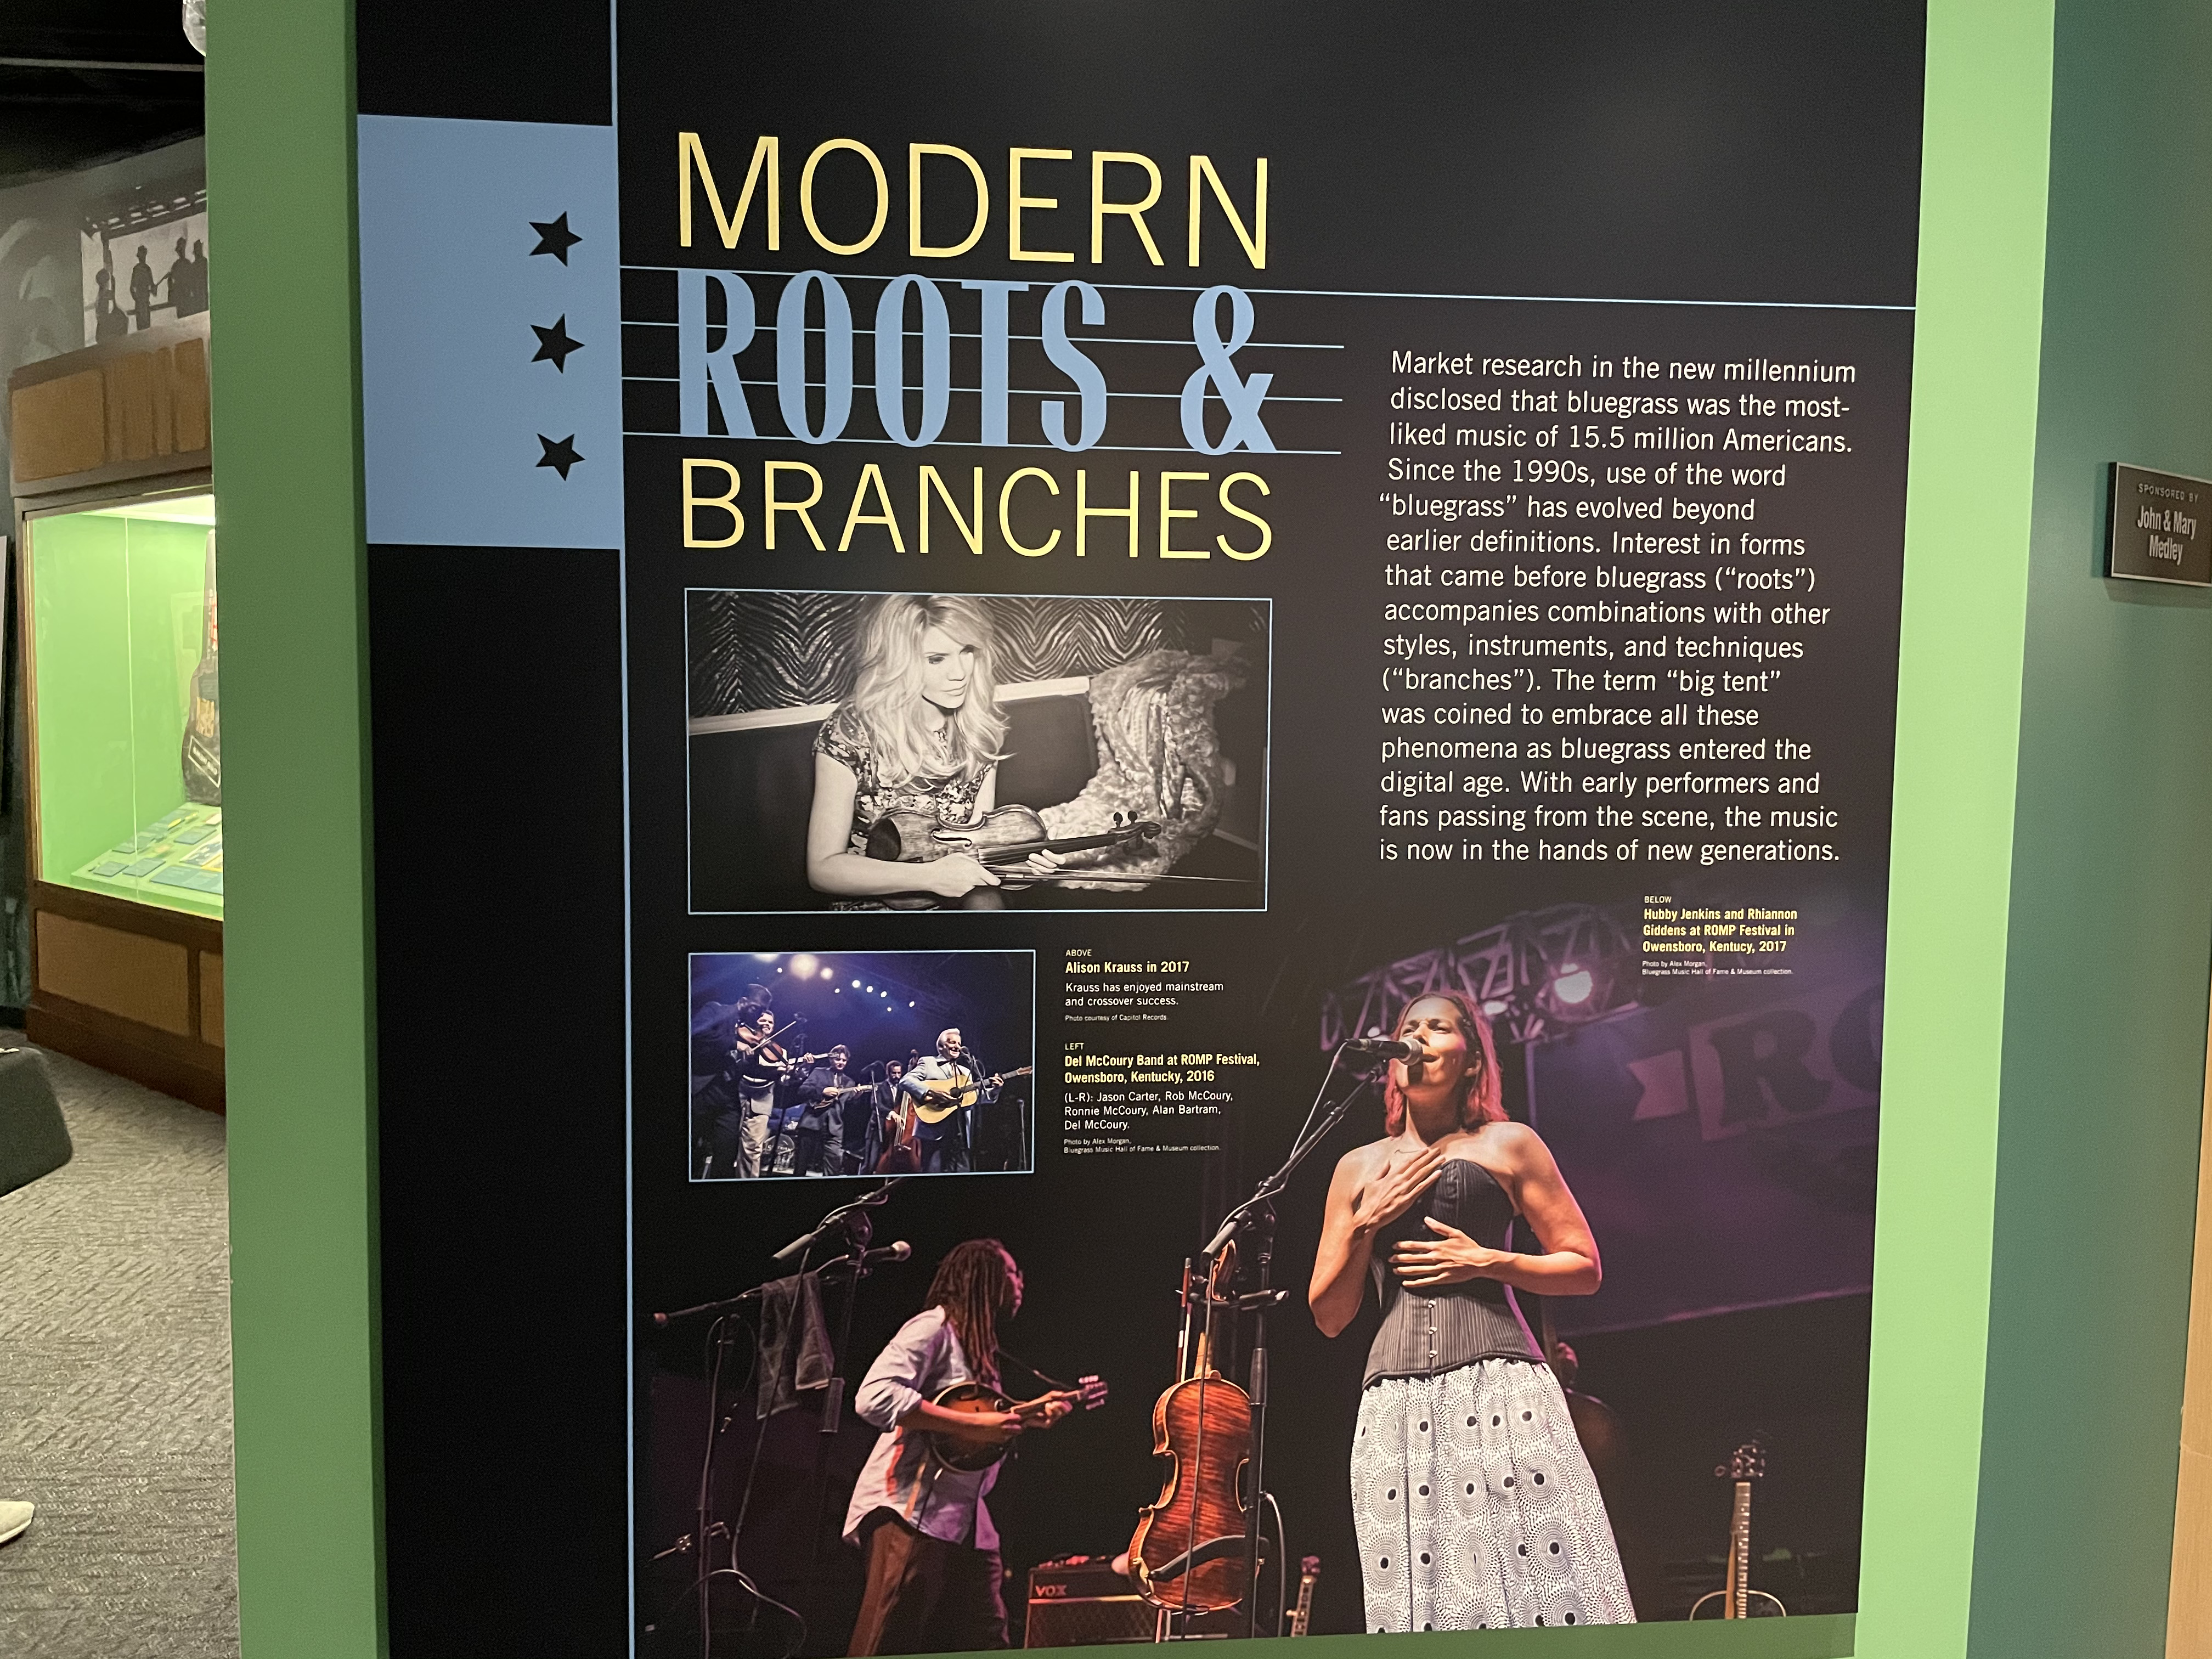 MODERN
ROOTS &
BRANCHES
Market research in the new millennium
disclosed that bluegrass was the most-
liked music of 15.5 million Americans.
Since the 1990s, use of the word
“bluegrass” has evolved beyond
earlier definitions. Interest in forms
that came before bluegrass (“roots”)
accompanies combinations with other
styles, instruments, and techniques
(“branches”). The term “big tent”
was coined to embrace all these
phenomena as bluegrass entered the
digital age. With early performers and
fans passing from the scene, the music
is now in the hands of new generations.
ABOVE
Alison Krauss in 2017
Krauss has enjoyed mainstream
and crossover success.
Photo courtesy of Capitol Records.
LEFT
Del McCoury Band at ROMP Festival,
Owensboro, Kentucky, 2016
(L-R): Jason Carter, Rob McCoury,
Ronnie McCoury, Alan Bartram,
Del McCoury.
Photo by Alex Morgan,
Bluegrass Music Hall of Fame & Museum collection.
BELOW
Hubby Jenkins and Rhiannon
Giddens at ROMP Festival in
Owensboro, Kentucy, 2017
Photo by Alex Morgan,
Bluegrass Music Hall of Fame & Museum collection.
RO
VOX
SPONSORED BY
John & Mary
Medley